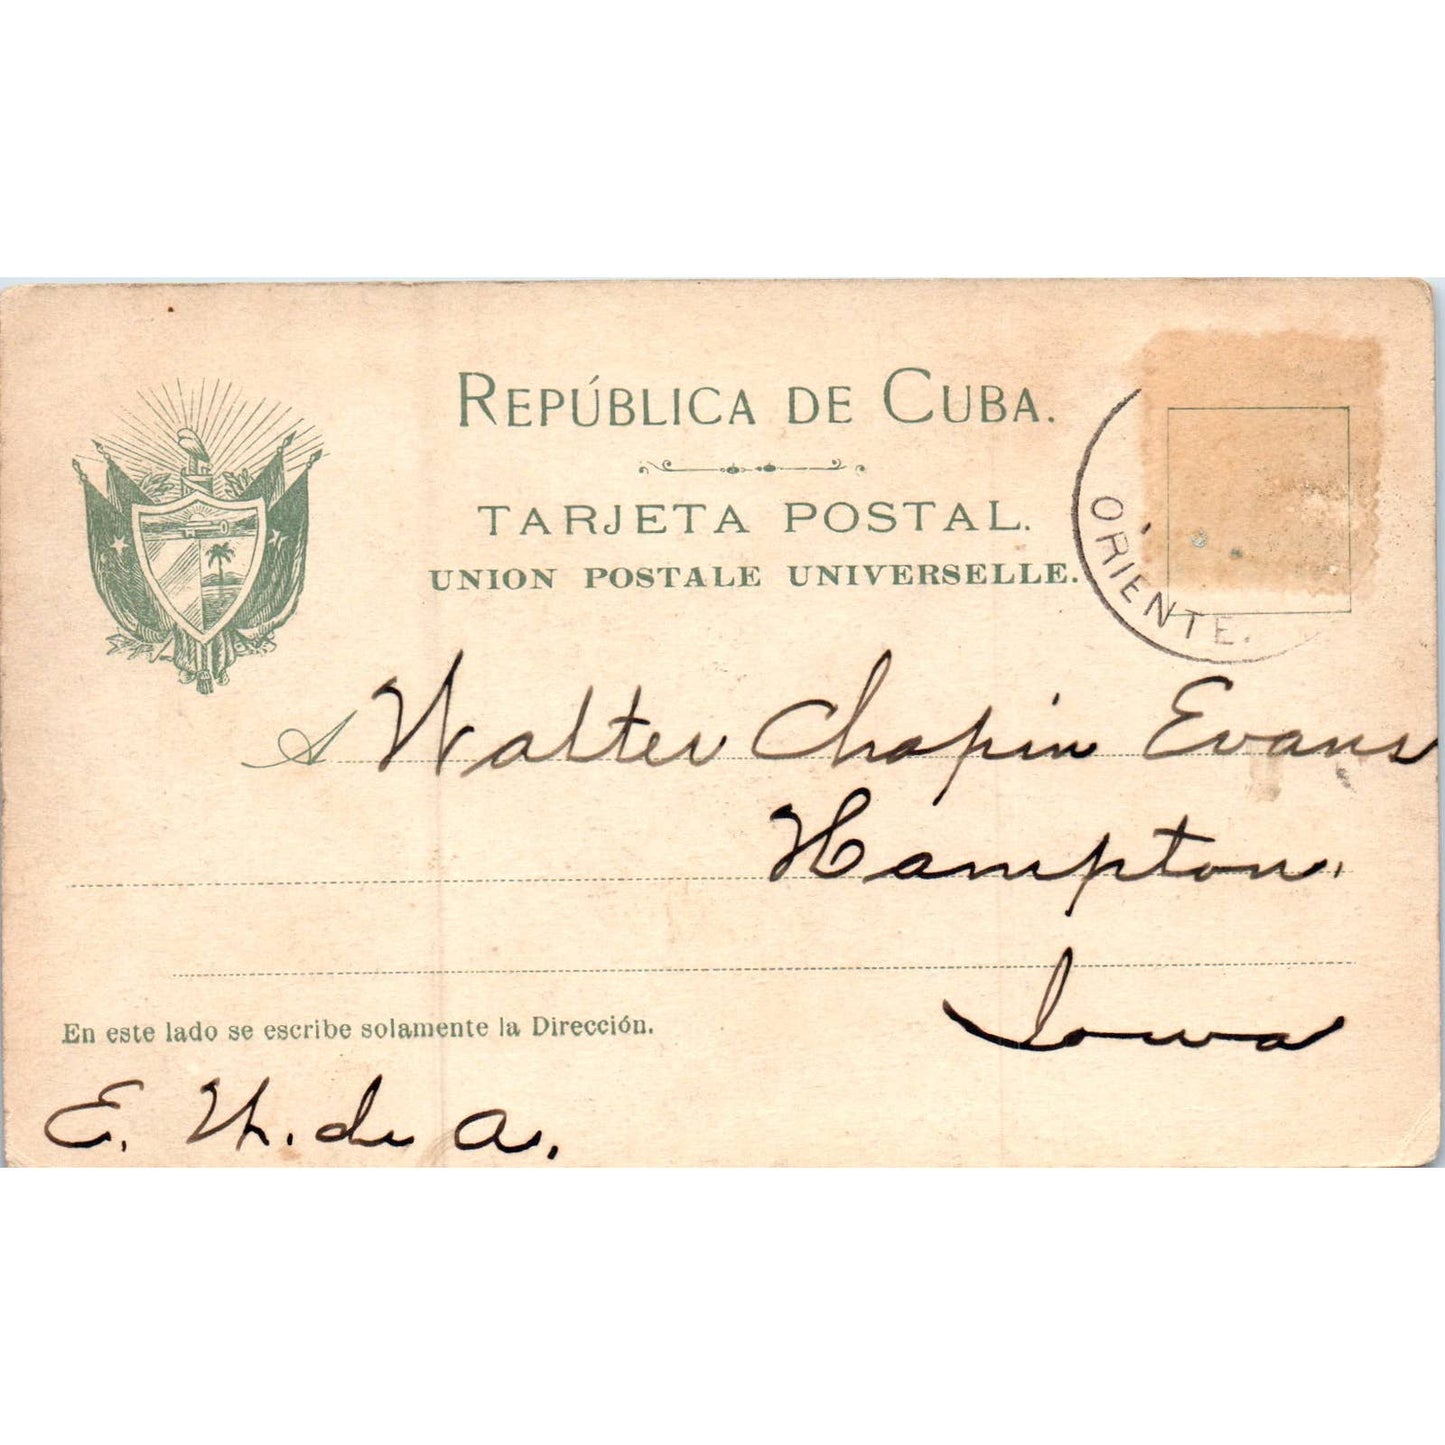 REPÚBLICA DE CUBA.
TARJETA POSTAL.
UNION POSTALE UNIVERSELLE.
ORIENTE.
A Walter Chapin Evans
Hampton.
Iowa
En este lado se escribe solamente la Dirección.
E. U. de A.